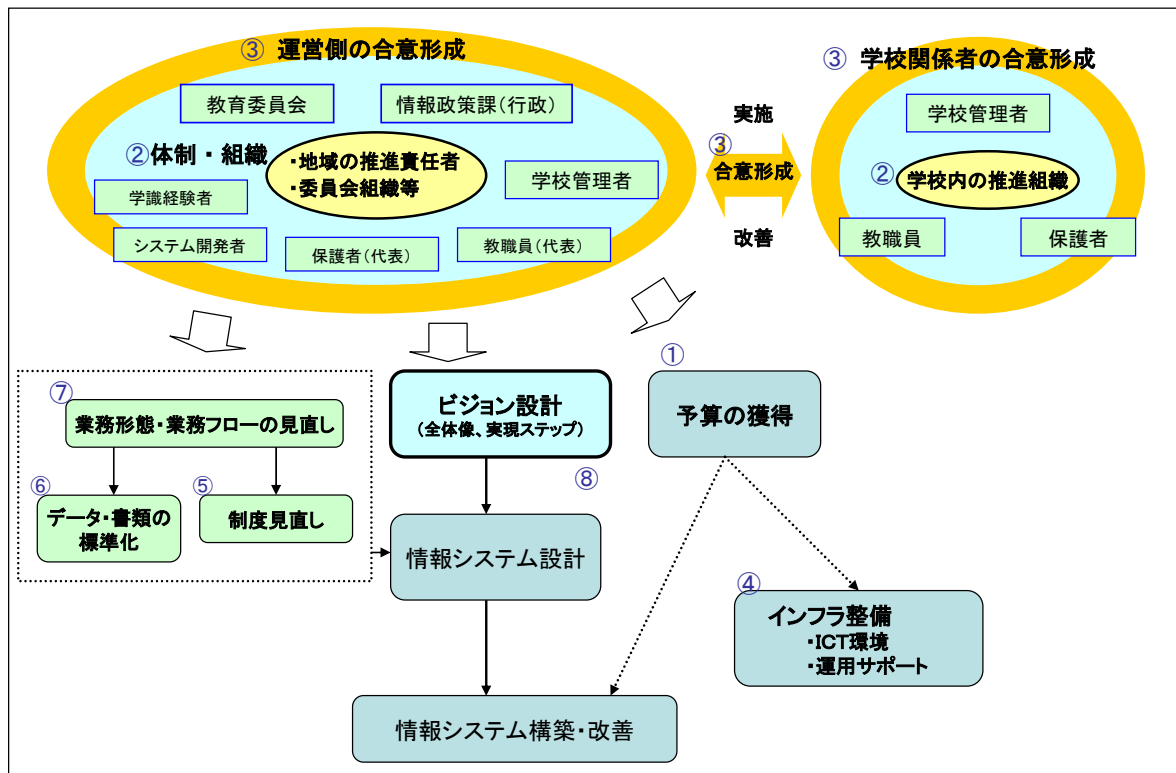 ③ 運営側の合意形成
教育委員会
情報政策課(行政)
②体制・組織
・地域の推進責任者
・委員会組織等
学識経験者
学校管理者
システム開発者
保護者(代表)
教職員(代表)
実施
③
合意形成
改善
③ 学校関係者の合意形成
学校管理者
②
学校内の推進組織
教職員
保護者
⑦
業務形態・業務フローの見直し
⑥
データ・書類の
標準化
⑤
制度見直し
ビジョン設計
(全体像、実現ステップ)
⑧
情報システム設計
情報システム構築・改善
①
予算の獲得
④
インフラ整備
・ICT環境
・運用サポート